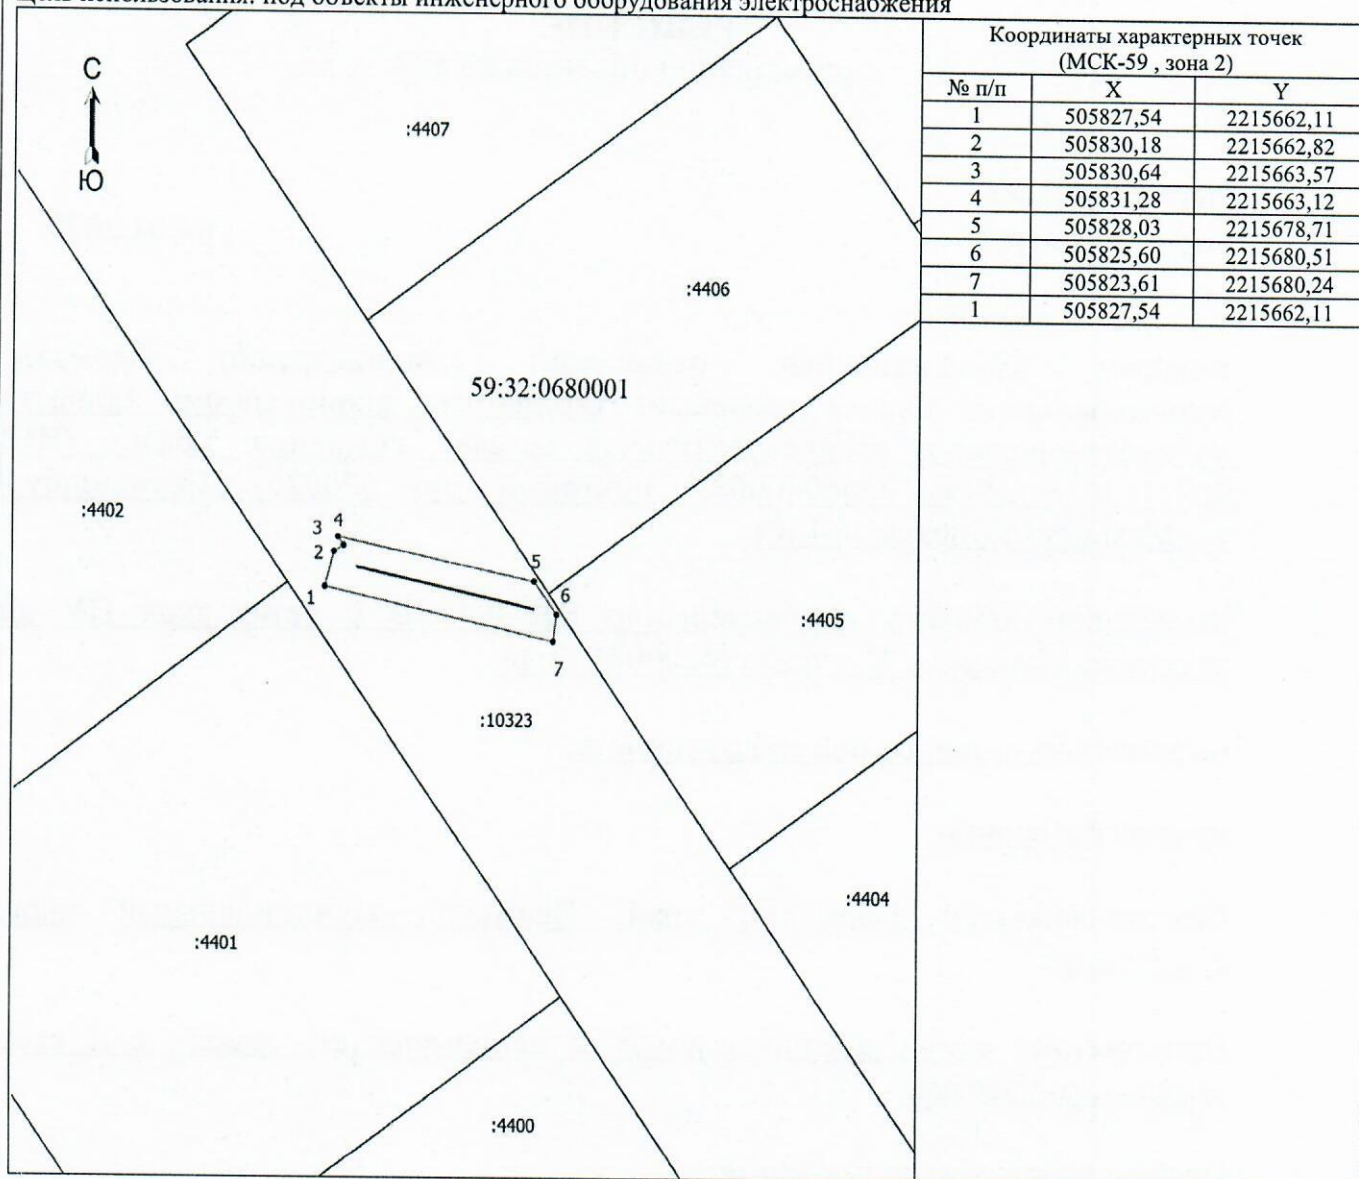 Цель использования: под объекты инженерного оборудования электроснабжения
Координаты характерных точек
(МСК-59 , зона 2)
№ п/п X Y
1 505827,54 2215662,11
2 505830,18 2215662,82
3 505830,64 2215663,57
4 505831,28 2215663,12
5 505828,03 2215678,71
6 505825,60 2215680,51
7 505823,61 2215680,24
1 505827,54 2215662,11
С
Ю
:4407
:4406
59:32:0680001
:4402
3 4
2
1
5
6
7
:4405
:10323
:4404
:4401
:4400